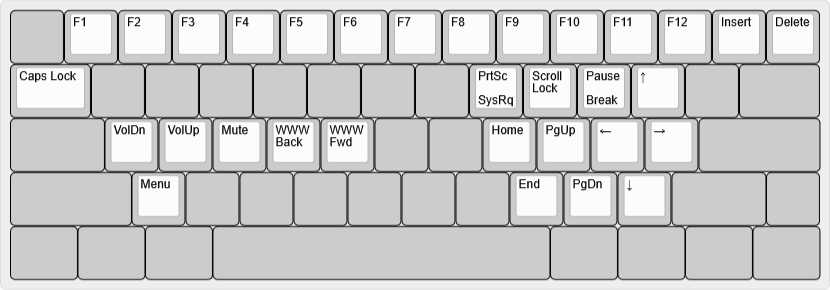 F1 F2 F3 F4 F5 F6 F7 F8 F9 F10 F11 F12 Insert Delete
Caps Lock PrtSc Scroll Pause ↑
Lock
SysRq Break
VolDn VolUp Mute WWW WWW Home PgUp ← →
Back Fwd
Menu End PgDn ↓